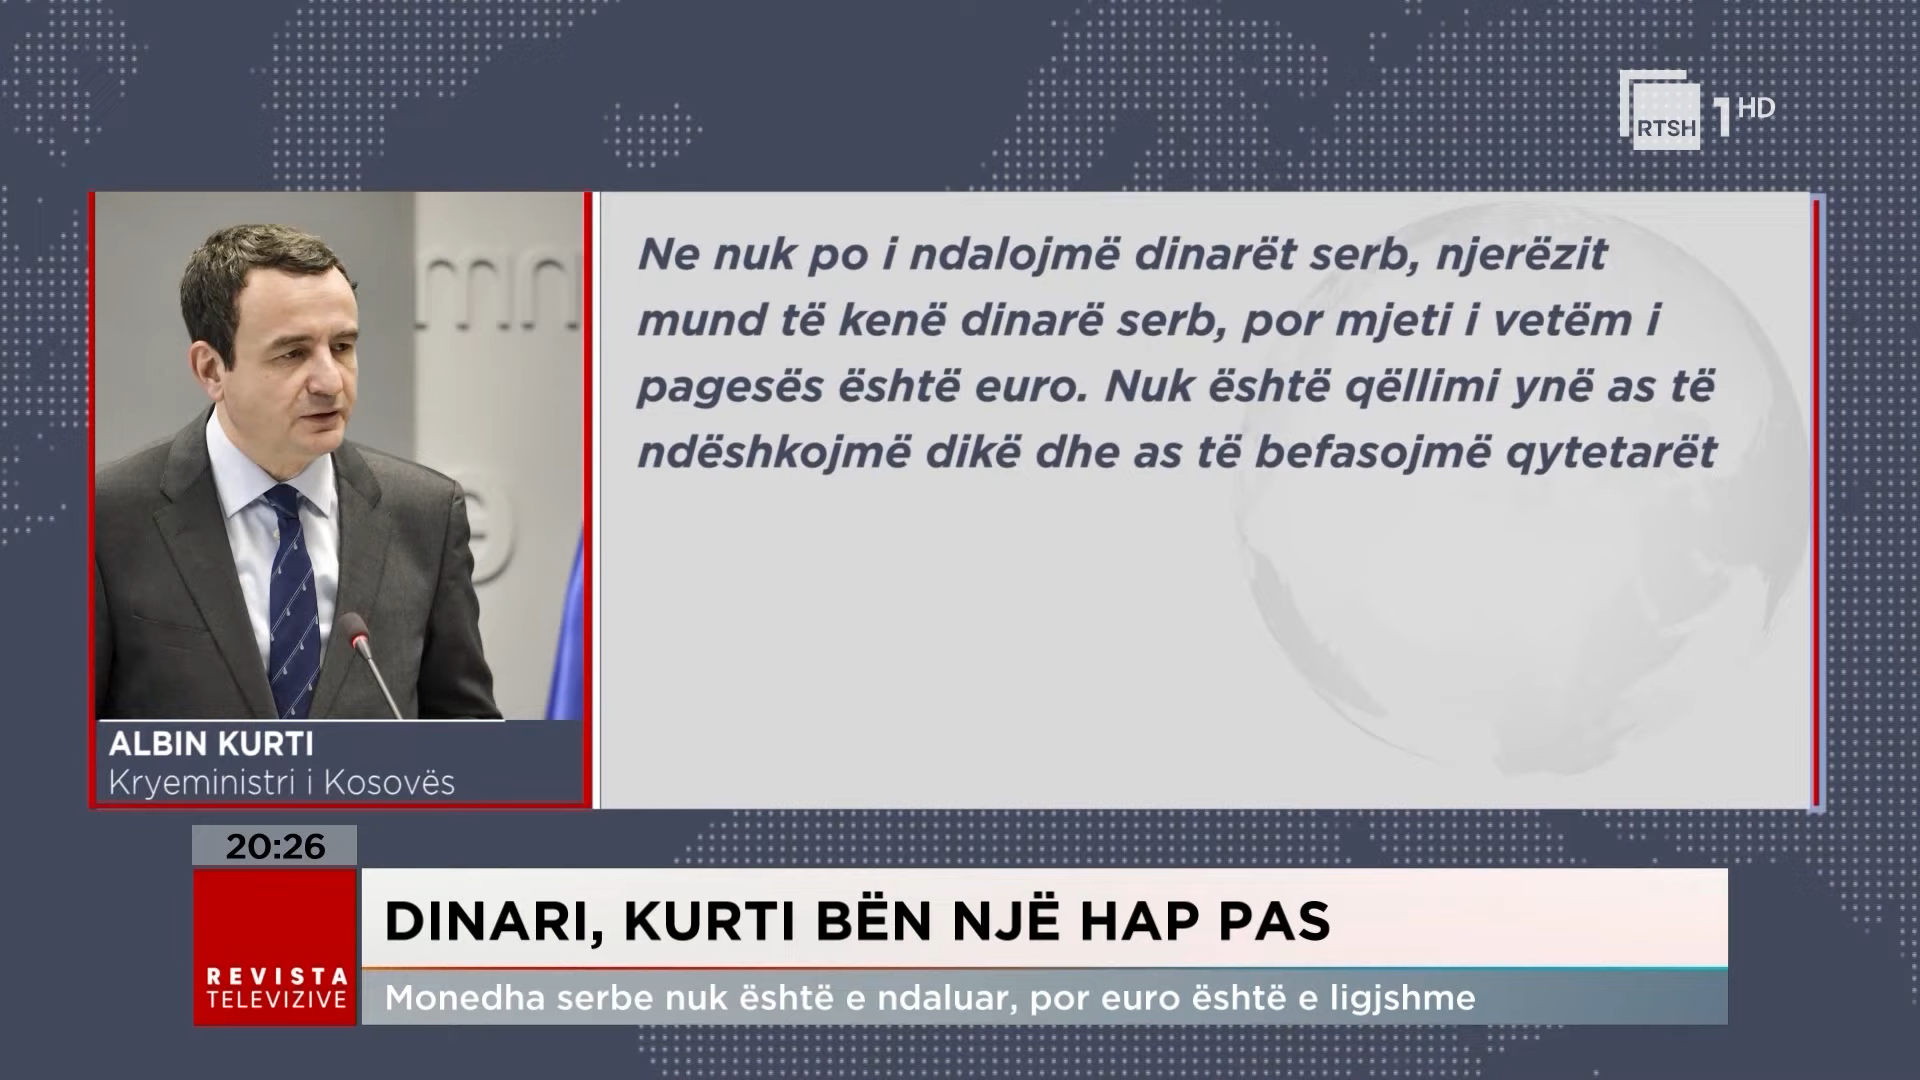 RTSH 1 HD
Ne nuk po i ndalojmë dinarët serb, njerëzit
mund të kenë dinarë serb, por mjeti i vetëm i
pagesës është euro. Nuk është qëllimi ynë as të
ndëshkojmë dikë dhe as të befasojmë qytetarët
ALBIN KURTI
Kryeministri i Kosovës
20:26
REVISTA
TELEVIZIVE
DINARI, KURTI BËN NJË HAP PAS
Monedha serbe nuk është e ndaluar, por euro është e ligjshme